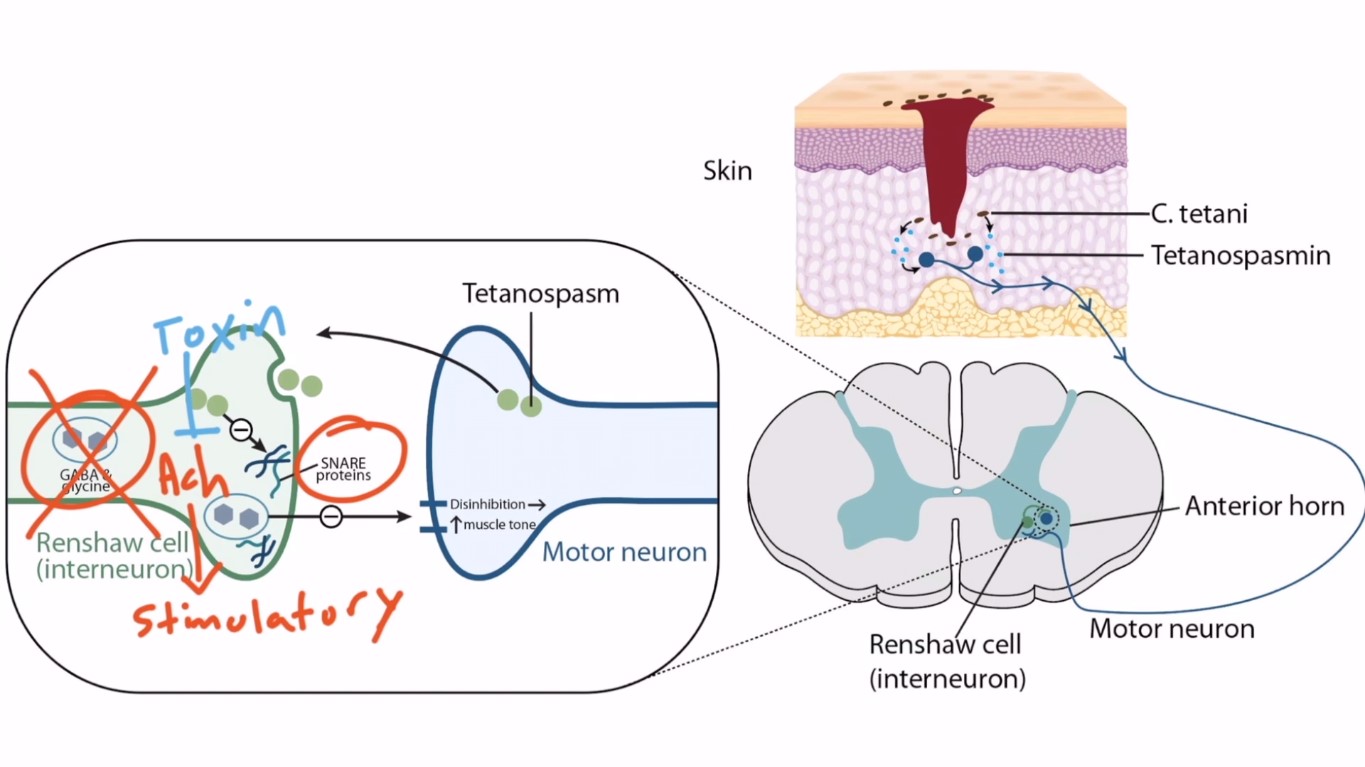 Skin
C. tetani
Tetanospasmin
Tetanospasm
Toxin
GABA &
glycine
Ach
SNARE
proteins
Disinhibition →
↑ muscle tone
Renshaw cell
(interneuron)
Motor neuron
Stimulatory
Anterior horn
Motor neuron
Renshaw cell
(interneuron)